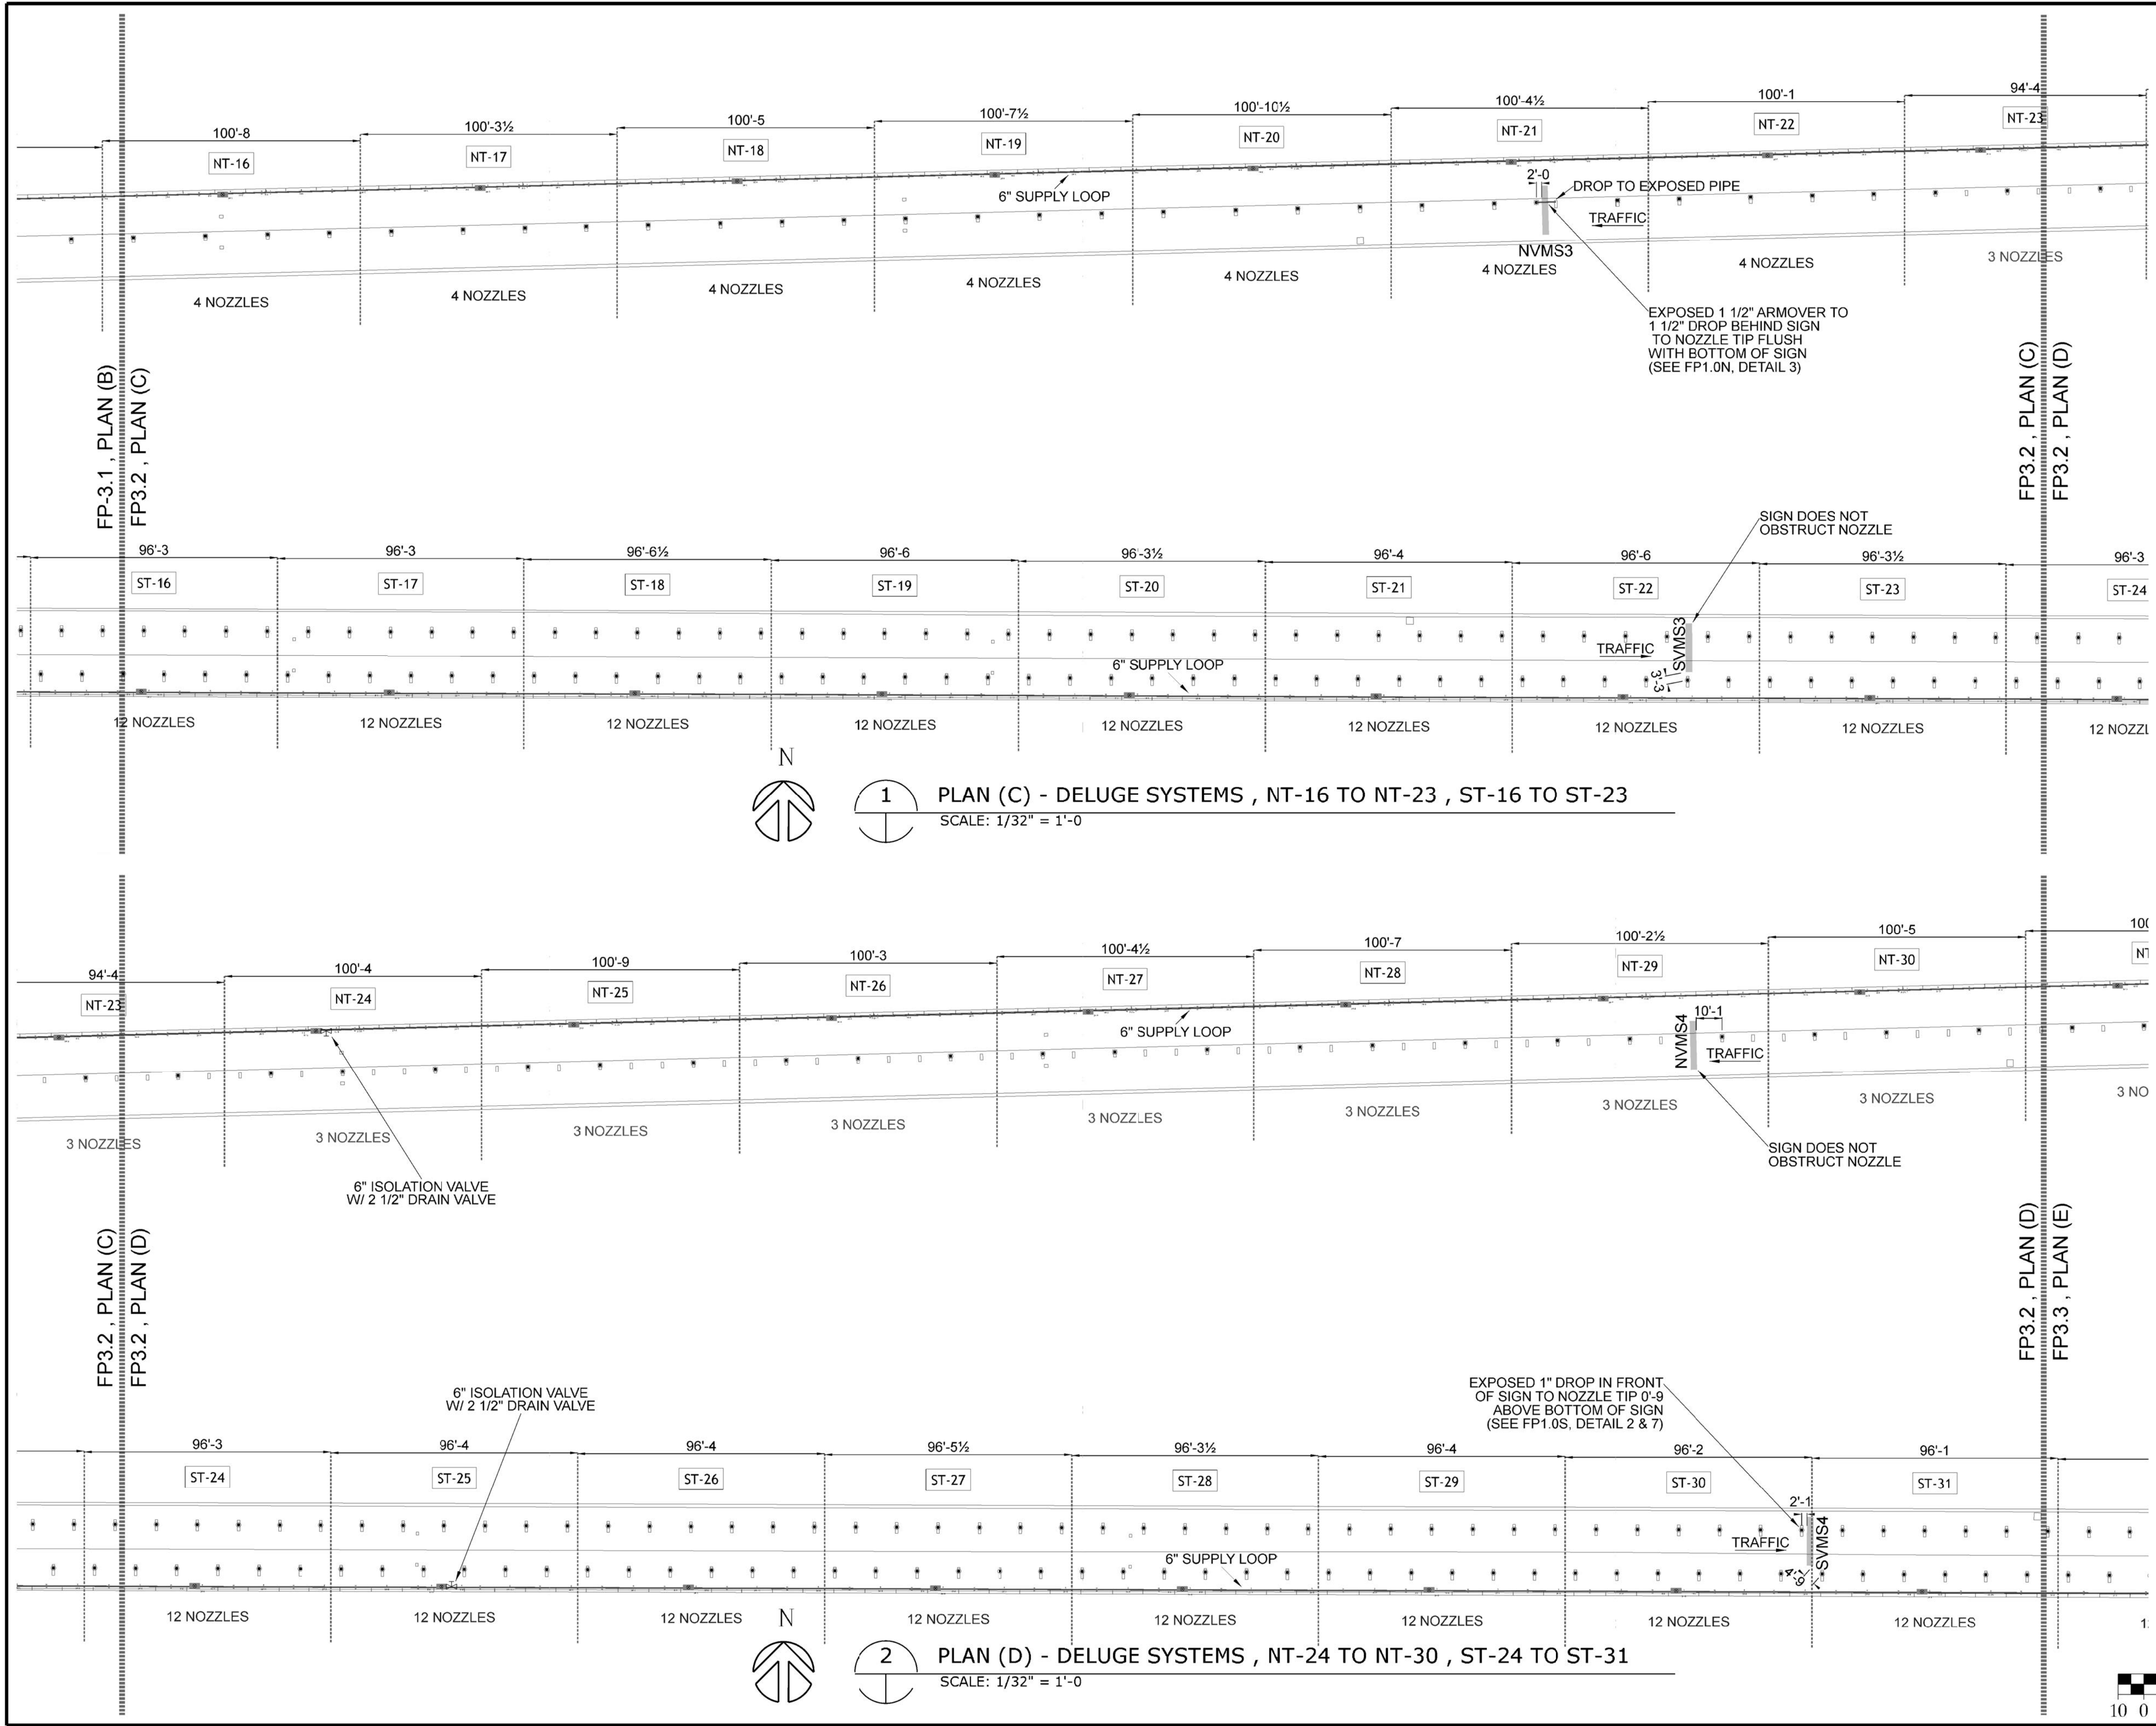 100'-8
100'-3½
100'-5
100'-7½
100'-10½
100'-4½
100'-1
94'-4
NT-16
NT-17
NT-18
NT-19
NT-20
NT-21
NT-22
NT-23
6" SUPPLY LOOP
2'-0
DROP TO EXPOSED PIPE
TRAFFIC
NVMS3
4 NOZZLES
4 NOZZLES
4 NOZZLES
4 NOZZLES
4 NOZZLES
4 NOZZLES
4 NOZZLES
3 NOZZLES
EXPOSED 1 1/2" ARMOVER TO
1 1/2" DROP BEHIND SIGN
TO NOZZLE TIP FLUSH
WITH BOTTOM OF SIGN
(SEE FP1.0N, DETAIL 3)
FP-3.1 , PLAN (B)
FP3.2 , PLAN (C)
FP3.2 , PLAN (C)
FP3.2 , PLAN (D)
SIGN DOES NOT
OBSTRUCT NOZZLE
96'-3
96'-3
96'-6½
96'-6
96'-3½
96'-4
96'-6
96'-3½
96'-3
ST-16
ST-17
ST-18
ST-19
ST-20
ST-21
ST-22
ST-23
ST-24
TRAFFIC
SVMS3
3'-3
6" SUPPLY LOOP
12 NOZZLES
12 NOZZLES
12 NOZZLES
12 NOZZLES
12 NOZZLES
12 NOZZLES
12 NOZZLES
12 NOZZLES
12 NOZZL
N
1
PLAN (C) - DELUGE SYSTEMS , NT-16 TO NT-23 , ST-16 TO ST-23
SCALE: 1/32" = 1'-0
94'-4
100'-4
100'-9
100'-3
100'-4½
100'-7
100'-2½
100'-5
100
NT-23
NT-24
NT-25
NT-26
NT-27
NT-28
NT-29
NT-30
NT
6" SUPPLY LOOP
NVMS4
10'-1
TRAFFIC
3 NOZZLES
3 NOZZLES
3 NOZZLES
3 NOZZLES
3 NOZZLES
3 NOZZLES
3 NOZZLES
3 NOZZLES
3 NO
SIGN DOES NOT
OBSTRUCT NOZZLE
6" ISOLATION VALVE
W/ 2 1/2" DRAIN VALVE
FP3.2 , PLAN (C)
FP3.2 , PLAN (D)
FP3.2 , PLAN (D)
FP3.3 , PLAN (E)
6" ISOLATION VALVE
W/ 2 1/2" DRAIN VALVE
EXPOSED 1" DROP IN FRONT
OF SIGN TO NOZZLE TIP 0'-9
ABOVE BOTTOM OF SIGN
(SEE FP1.0S, DETAIL 2 & 7)
96'-3
96'-4
96'-4
96'-5½
96'-3½
96'-4
96'-2
96'-1
ST-24
ST-25
ST-26
ST-27
ST-28
ST-29
ST-30
ST-31
2'-1
TRAFFIC
SVMS4
4'-9
6" SUPPLY LOOP
12 NOZZLES
12 NOZZLES
12 NOZZLES
12 NOZZLES
12 NOZZLES
12 NOZZLES
12 NOZZLES
12 NOZZLES
1
N
2
PLAN (D) - DELUGE SYSTEMS , NT-24 TO NT-30 , ST-24 TO ST-31
SCALE: 1/32" = 1'-0
10 0